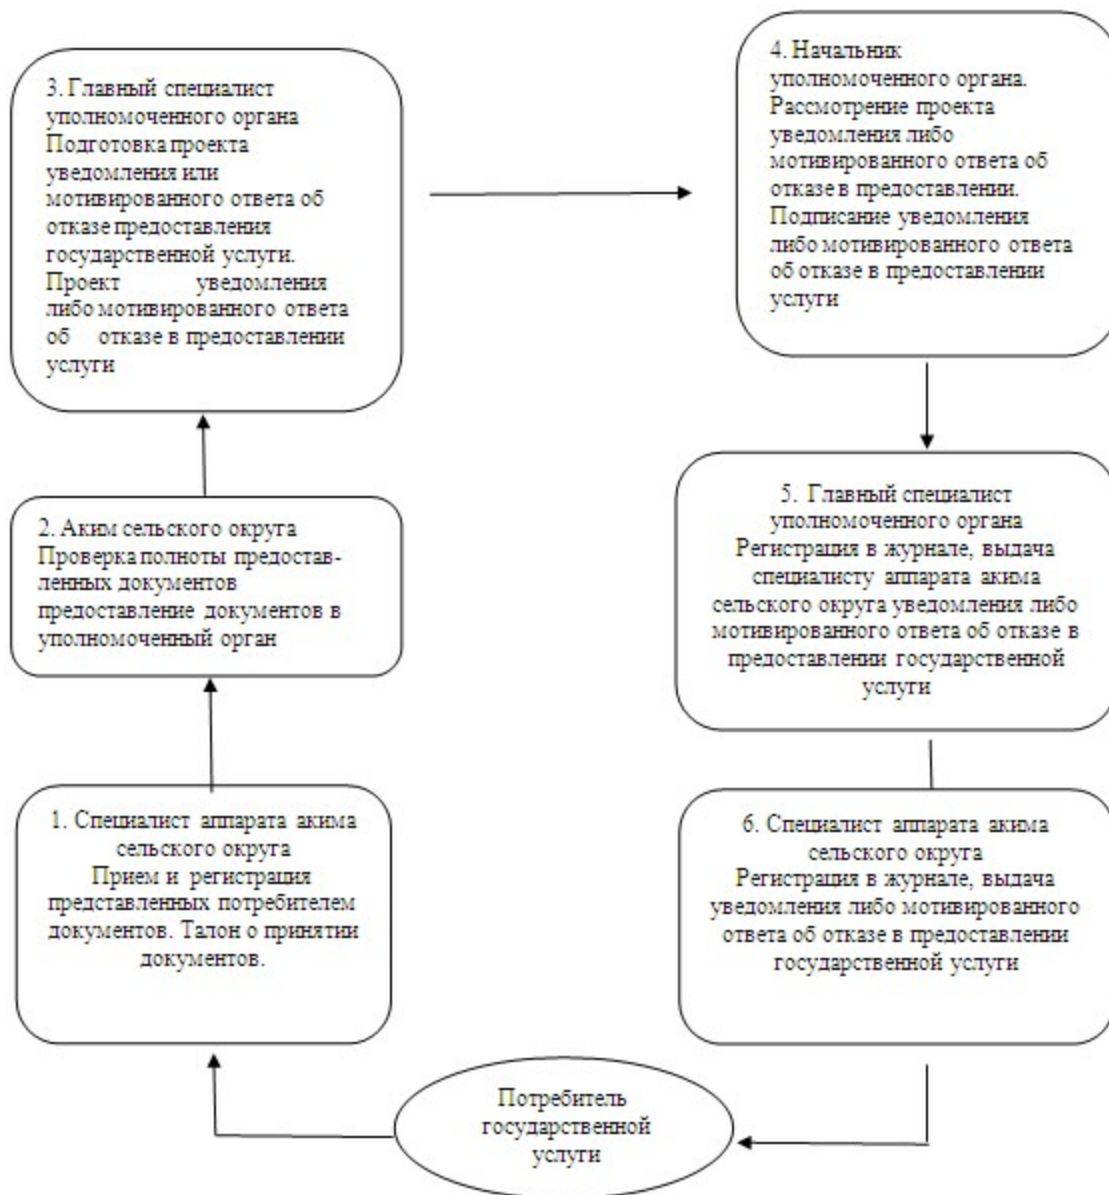 3. Главный специалист
уполномоченного органа
Подготовка проекта
уведомления или
мотивированного ответа об
отказе предоставления
государственной услуги.
Проект уведомления
либо мотивированного ответа
об отказе в предоставлении
услуги
4. Начальник
уполномоченного органа.
Рассмотрение проекта
уведомления либо
мотивированного ответа об
отказе в предоставлении.
Подписание уведомления
либо мотивированного ответа
об отказе в предоставлении
услуги
2. Аким сельского округа
Проверка полноты предостав-
ленных документов
предоставление документов в
уполномоченный орган
5. Главный специалист
уполномоченного органа
Регистрация в журнале, выдача
специалисту аппарата акима
сельского округа уведомления либо
мотивированного ответа об отказе в
предоставлении государственной
услуги
1. Специалист аппарата акима
сельского округа
Прием и регистрация
представленных потребителем
документов. Талон о принятии
документов.
6. Специалист аппарата акима
сельского округа
Регистрация в журнале, выдача
уведомления либо мотивированного
ответа об отказе в предоставлении
государственной услуги
Потребитель
государственной
услуги